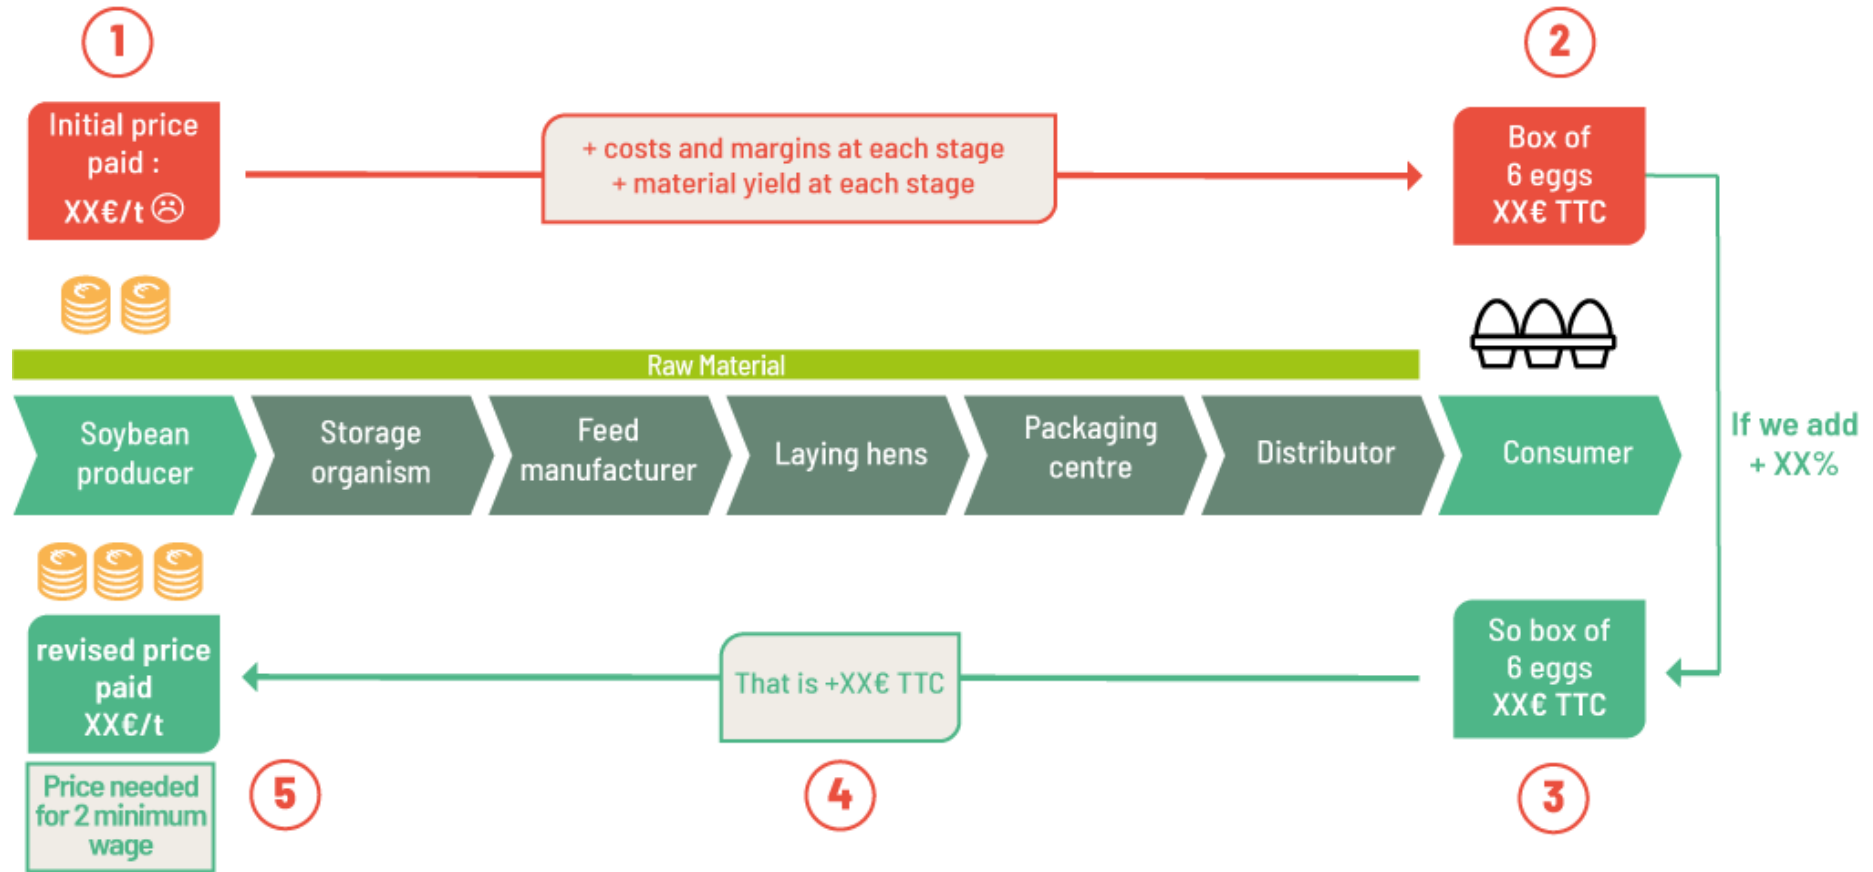 1
2
Initial price
paid :
XX€/t
+ costs and margins at each stage
+ material yield at each stage
Box of
6 eggs
XX€ TTC
Raw Material
Soybean
producer
Storage
organism
Feed
manufacturer
Laying hens
Packaging
centre
Distributor
Consumer
If we add
+ XX%
revised price
paid
XX€/t
That is +XX€ TTC
So box of
6 eggs
XX€ TTC
Price needed
for 2 minimum
wage
5
4
3